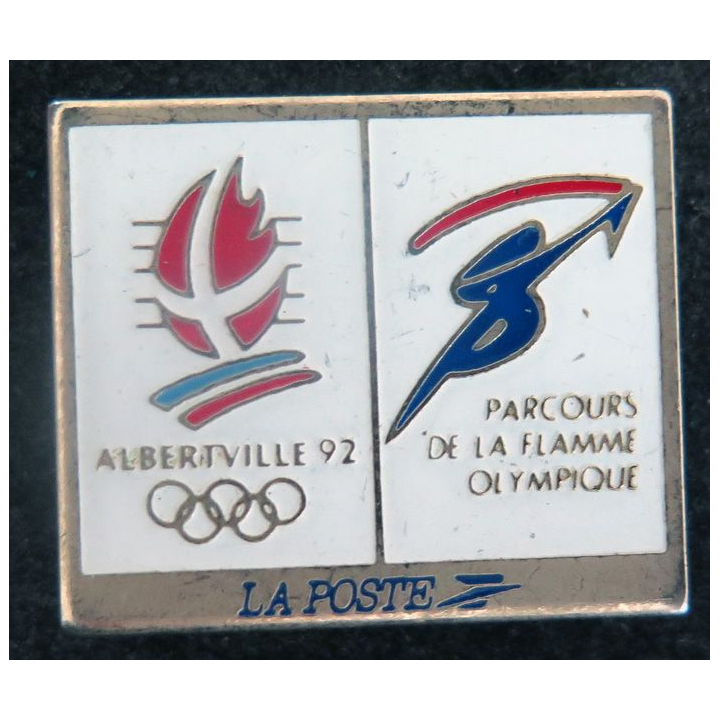 ALBERTVILLE 92
PARCOURS
DE LA FLAMME
OLYMPIQUE
LA POSTE